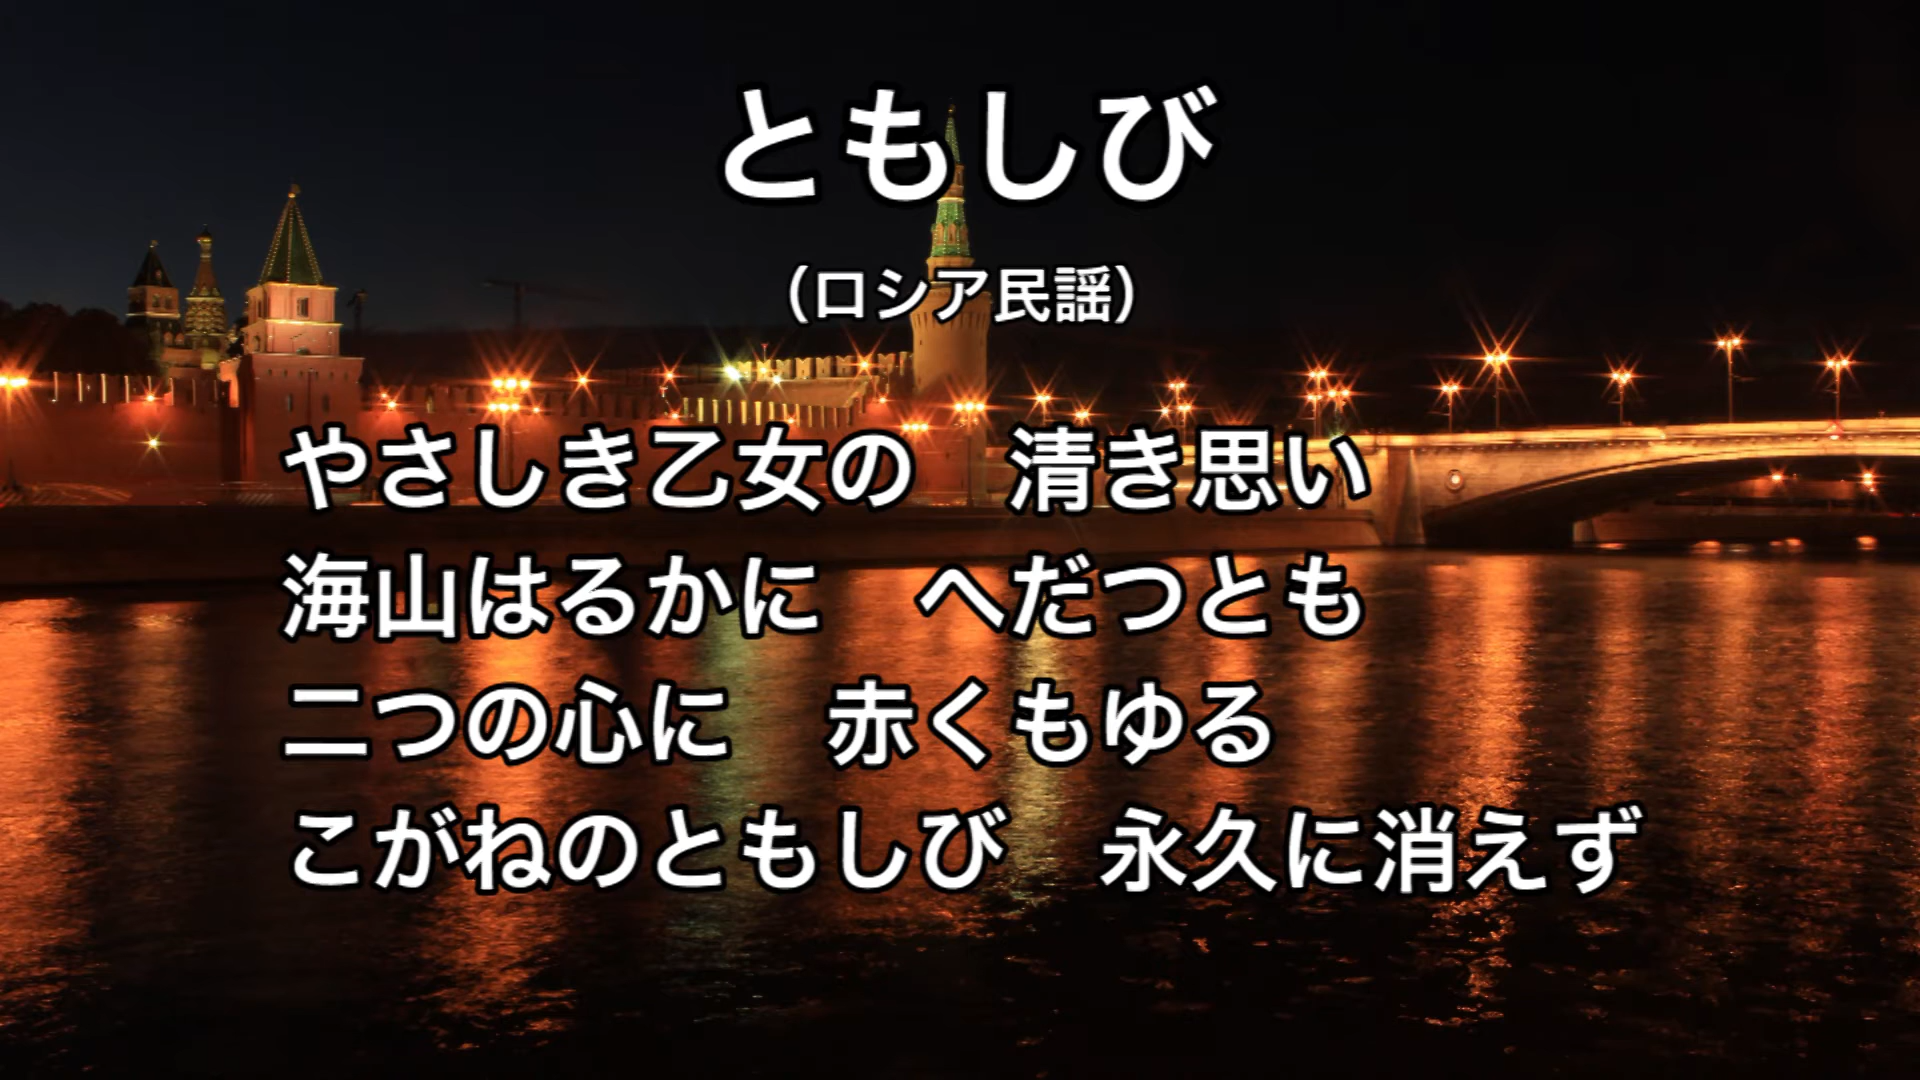 ともしび
（ロシア民謡）
やさしき乙女の　清き思い
海山はるかに　へだつとも
二つの心に　赤くもゆる
こがねのともしび　永久に消えず